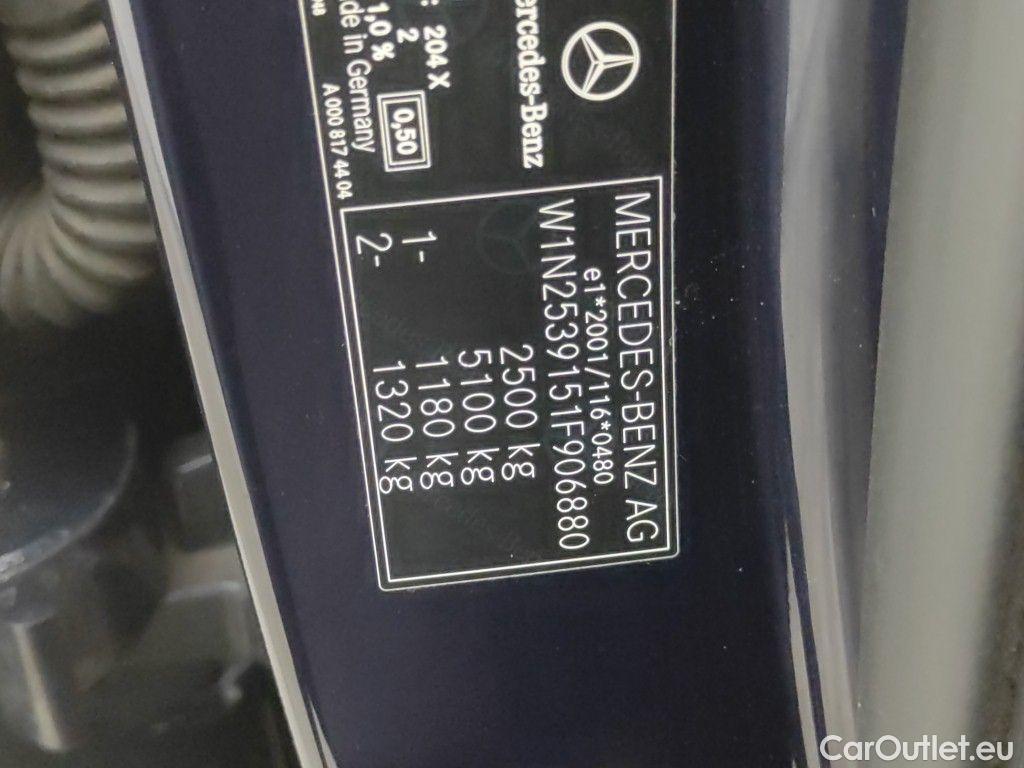 Mercedes-Benz
: 204 X
2
1,0 %
0,50
de in Germany
A 000 817 44 04
MERCEDES-BENZ AG
e1*2001/116*0480
W1N2539151F906880
2500 kg
5100 kg
1- 1180 kg
2- 1320 kg
CarOutlet.eu